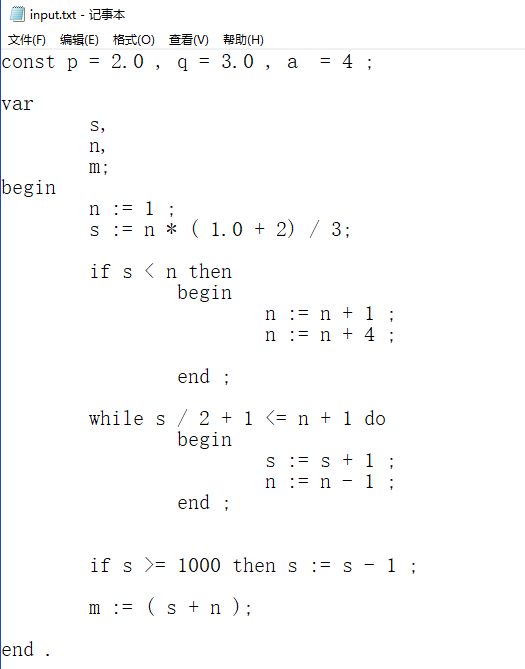 input.txt - 记事本
文件(F) 编辑(E) 格式(O) 查看(V) 帮助(H)
const p = 2.0 , q = 3.0 , a  = 4 ;
var
s,
n,
m;
begin
n := 1 ;
s := n * ( 1.0 + 2) / 3;
if s < n then
begin
n := n + 1 ;
n := n + 4 ;
end ;
while s / 2 + 1 <= n + 1 do
begin
s := s + 1 ;
n := n - 1 ;
end ;
if s >= 1000 then s := s - 1 ;
m := ( s + n );
end .